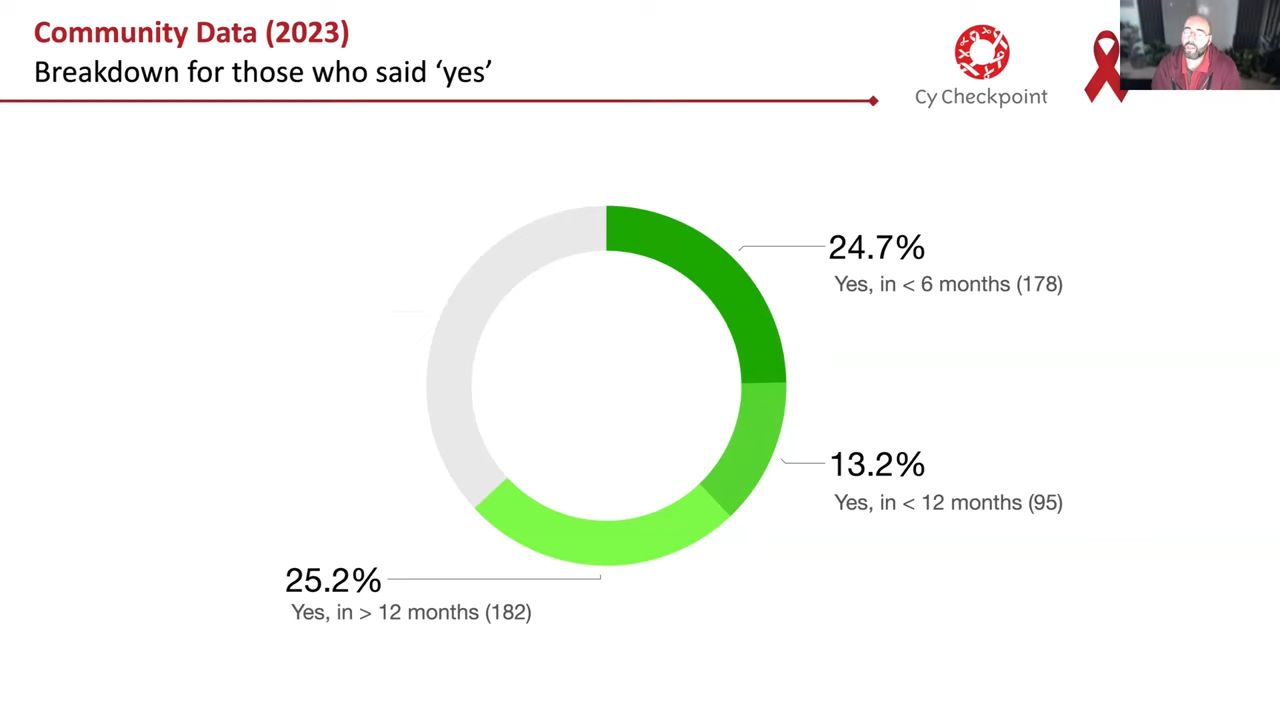 Community Data (2023)
Breakdown for those who said ‘yes’
Cy Checkpoint
24.7%
Yes, in < 6 months (178)
13.2%
Yes, in < 12 months (95)
25.2%
Yes, in > 12 months (182)